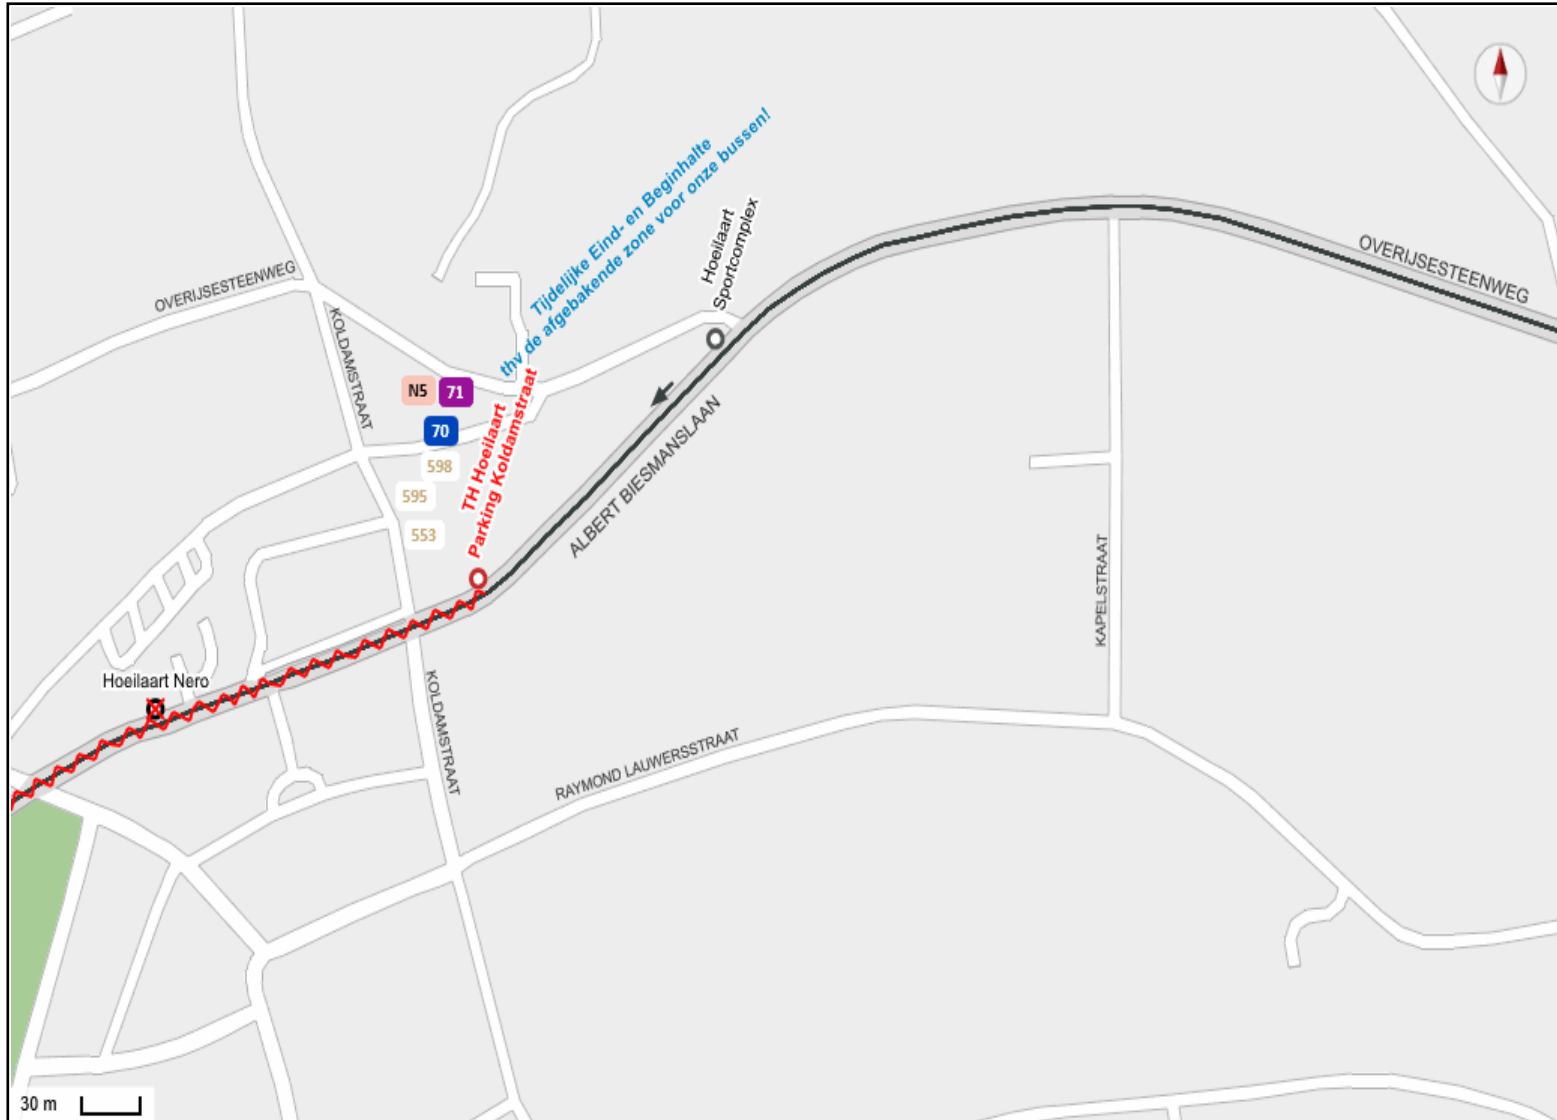 Tijdelijke Eind- en Beginhalte
thv de afgebakende zone voor onze bussen!
Hoeilaart
Sportcomplex
OVERIJSESTEENWEG
OVERIJSESTEENWEG
KOLDAMSTRAAT
N5
71
70
598
595
553
TH Hoeilaart
Parking Koldamstraat
ALBERT BIESMANSLAAN
KAPELSTRAAT
Hoeilaart Nero
KOLDAMSTRAAT
RAYMOND LAUWERSSTRAAT
30 m